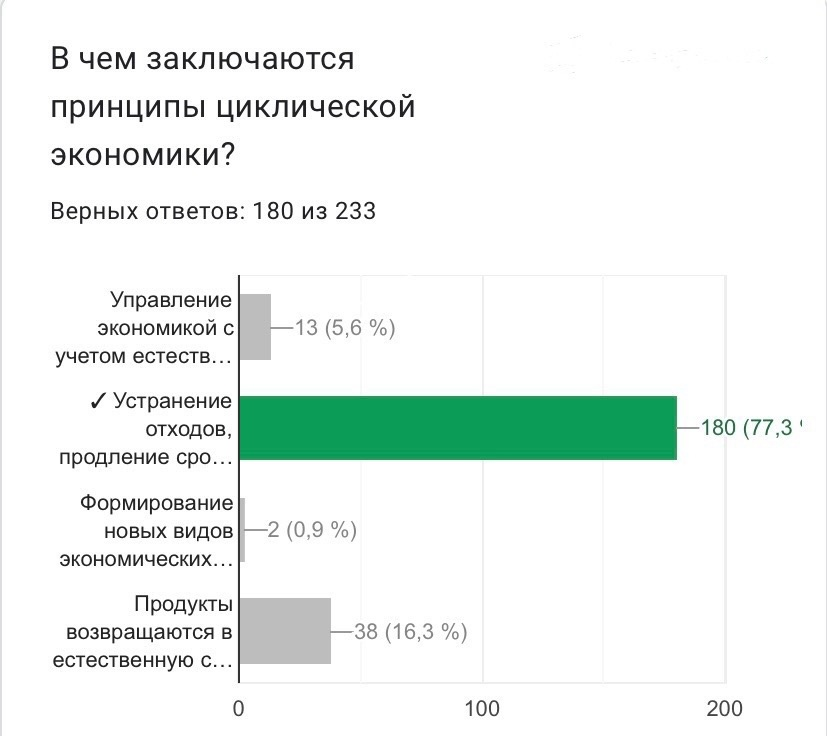 В чем заключаются
принципы циклической
экономики?
Верных ответов: 180 из 233
Управление
экономикой с
учетом естеств…
13 (5,6 %)
✓ Устранение
отходов,
продление сро…
180 (77,3
Формирование
новых видов
экономических…
2 (0,9 %)
Продукты
возвращаются в
естественную с…
38 (16,3 %)
0
100
200